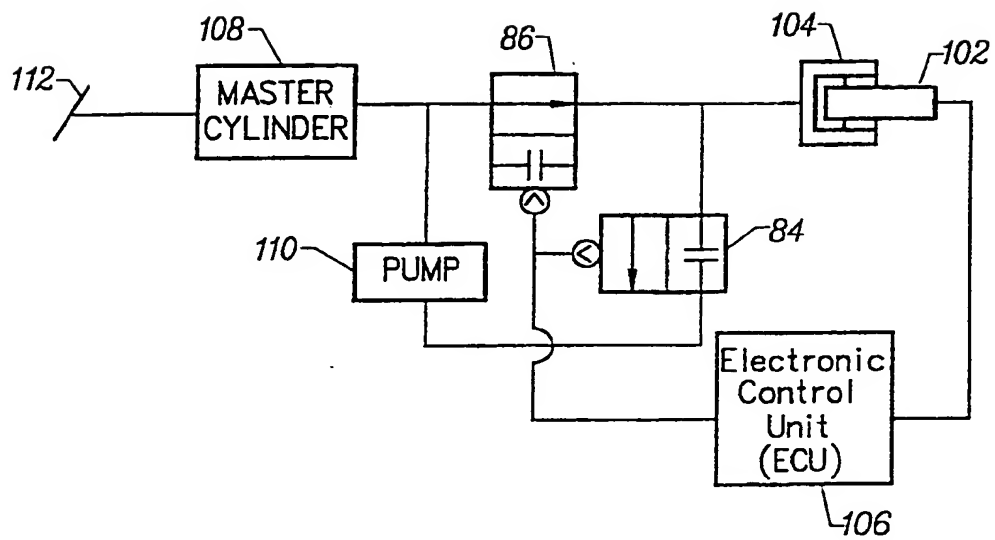 108
86
104
102
112
MASTER
CYLINDER
84
110
PUMP
Electronic
Control
Unit
(ECU)
106